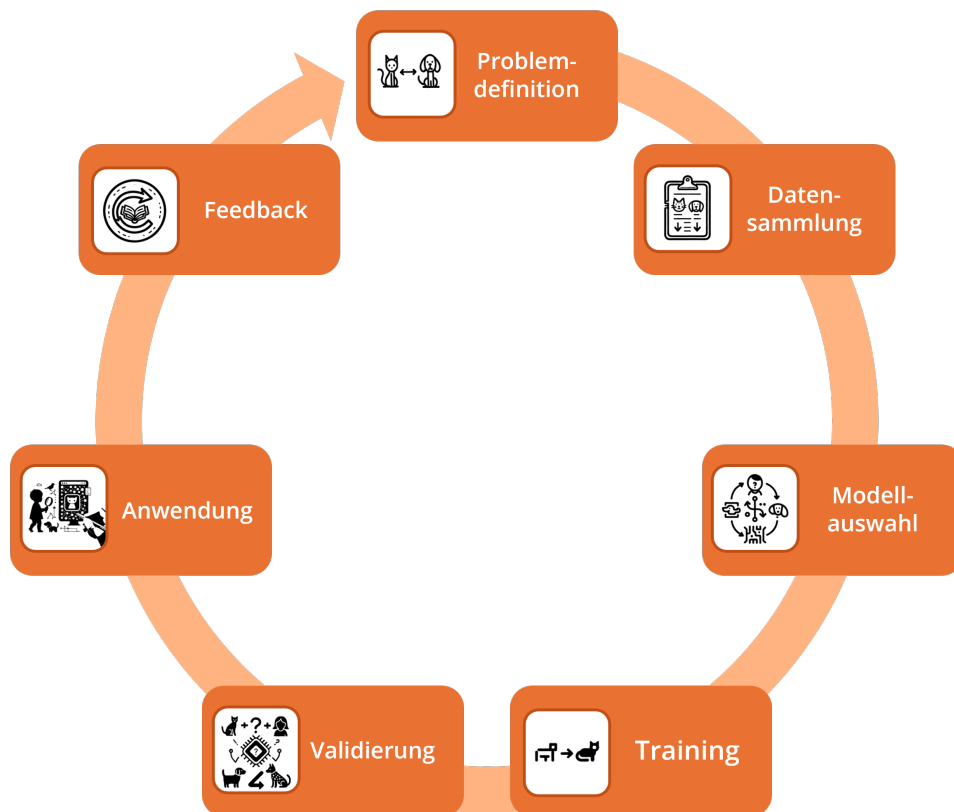 Problem-
definition
Daten-
sammlung
Modell-
auswahl
Training
Validierung
Anwendung
Feedback